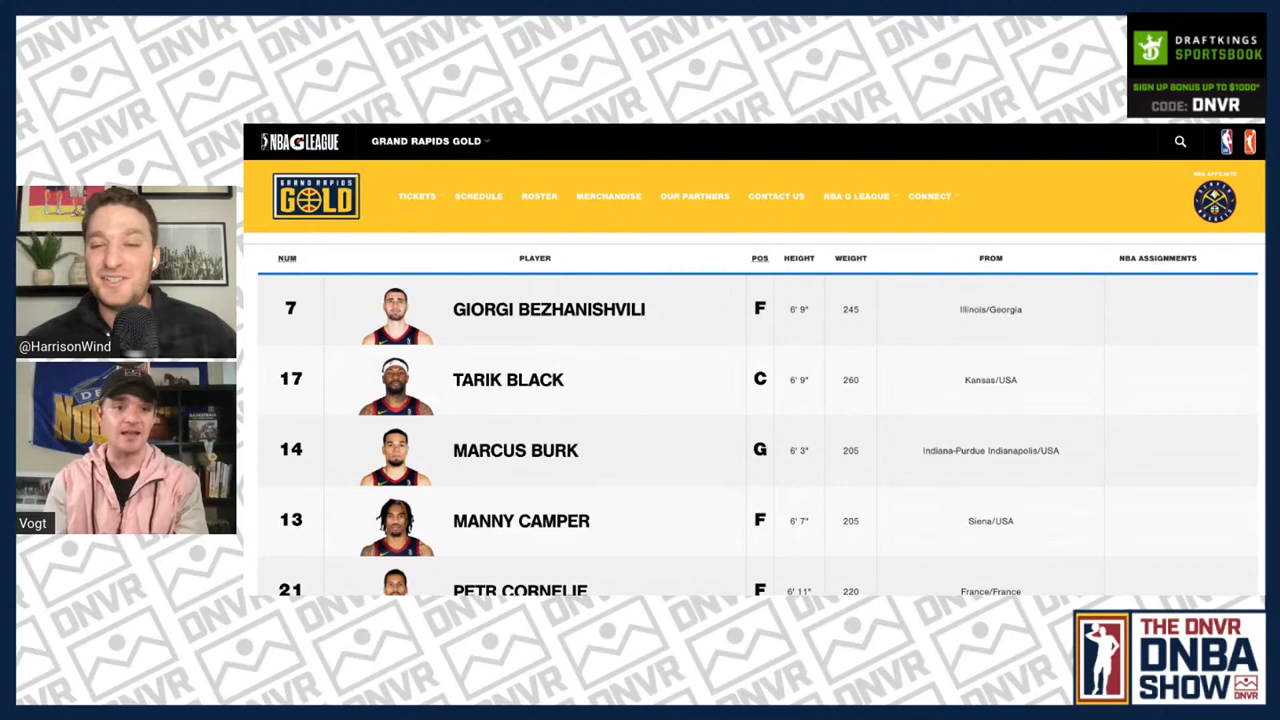 DRAFTKINGS
SPORTSBOOK
SIGN UP BONUS UP TO $1000*
CODE: DNVR
NBA G LEAGUE
GRAND RAPIDS GOLD
GRAND RAPIDS
GOLD
TICKETS
SCHEDULE
ROSTER
MERCHANDISE
OUR PARTNERS
CONTACT US
NBA G LEAGUE
CONNECT
NBA AFFILIATE
NUM PLAYER POS HEIGHT WEIGHT FROM NBA ASSIGNMENTS
7 GIORGI BEZHANISHVILI F 6' 9" 245 Illinois/Georgia
17 TARIK BLACK C 6' 9" 260 Kansas/USA
14 MARCUS BURK G 6' 3" 205 Indiana-Purdue Indianapolis/USA
13 MANNY CAMPER F 6' 7" 205 Siena/USA
21 PETR CORNELIE F 6' 11" 220 France/France
@HarrisonWind
Vogt
THE DNVR
DNBA
SHOW
DNVR